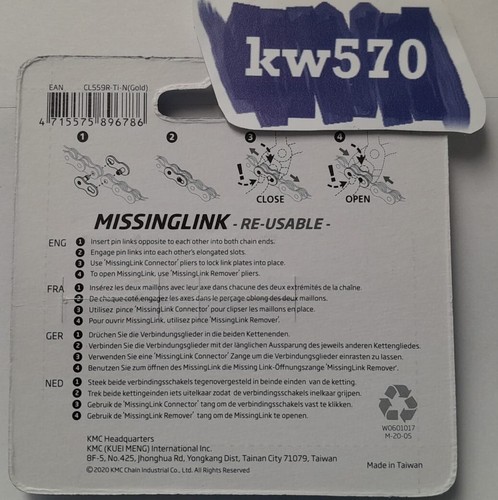 kw570
EAN CL559R-TI-N(Gold)
4 715575 896786
1 2 3 4
CLOSE OPEN
MISSINGLINK - RE-USABLE -
ENG 1 Insert pin links opposite to each other into both chain ends.
2 Engage pin links into each other's elongated slots.
3 Use 'MissingLink Connector' pliers to lock link plates into place.
4 To open MissingLink, use 'MissingLink Remover' pliers.
FRA 1 Insérez les deux maillons avec leur axe dans chacune des deux extrémités de la chaîne.
2 De chaque coté,engagez les axes dans le perçage oblong des deux maillons.
3 Utilisez pince 'MissingLink Connector' pour clipser les maillons en place.
4 Pour ouvrir MissingLink, utilisez pince 'MissingLink Remover'.
GER 1 Drüchen Sie die Verbindungsglieder in die beiden Kettenenden.
2 Verbinden Sie die Verbindungsglieder mit der länglichen Aussparung des jeweils anderen Kettenglieds.
3 Verwenden Sie eine 'MissingLink Connector' Zange um die Verbindungsglieder einrasten zu lassen.
4 Benutzen Sie zum öffnen des MissingLink die Missing Link-Öffnungszange 'MissingLink Remover'.
NED 1 Steek beide verbindingsschakels tegenovergesteld in beinde einden van de ketting.
2 Trek beide kettingeinden iets uitelkaar zodat de verbindingsschakels inelkaar grijpen.
3 Gebruik de 'MissingLink Connector' tang om de verbindingsschakels vast te klikken.
4 Gebruik de 'MissingLink Remover' tang om de MissingLink te openen.
W0601017
M-20-05
KMC Headquarters
KMC (KUEI MENG) International Inc.
BF-5, No.425, Jhonghua Rd, Yongkang Dist, Tainan City 71079, Taiwan
©2020 KMC Chain Industrial Co., Ltd. All Rights Reserved
Made in Taiwan